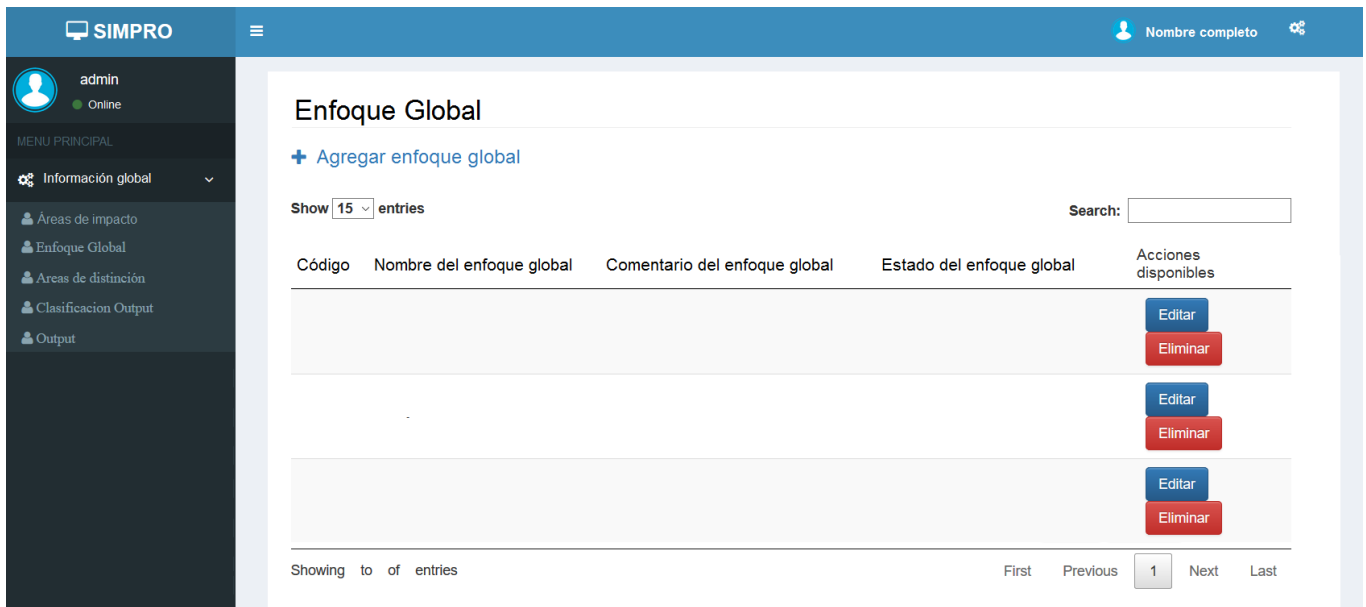 SIMPRO
Nombre completo
admin
Online
MENU PRINCIPAL
Información global
Áreas de impacto
Enfoque Global
Areas de distinción
Clasificacion Output
Output
Enfoque Global
+ Agregar enfoque global
Show 15 entries
Search:
Código Nombre del enfoque global Comentario del enfoque global Estado del enfoque global Acciones disponibles
Editar
Eliminar
-
Editar
Eliminar
Editar
Eliminar
Showing to of entries
First Previous 1 Next Last